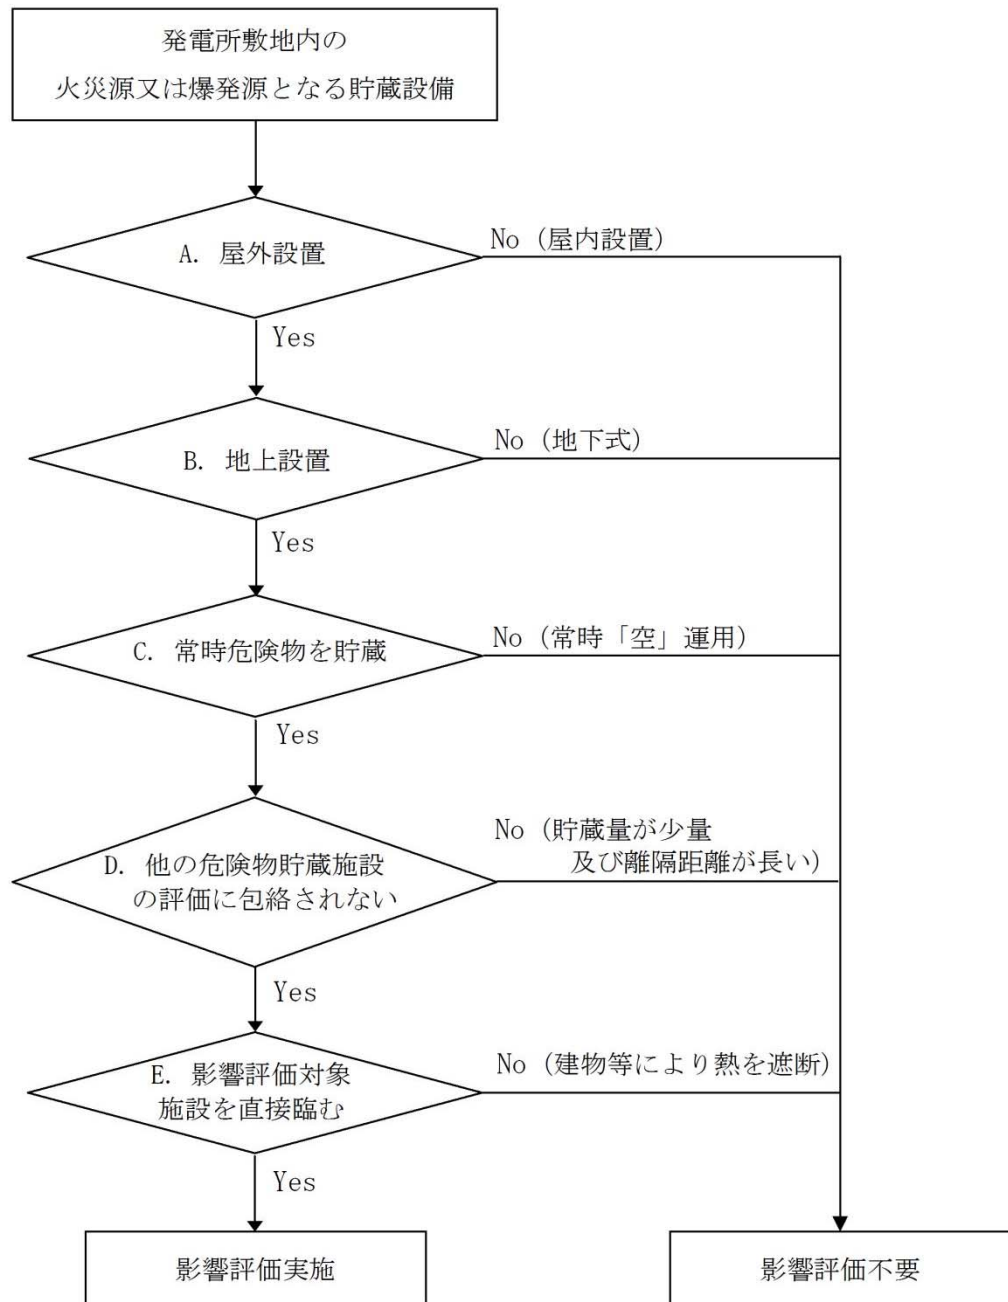 発電所敷地内の
火災源又は爆発源となる貯蔵設備
A. 屋外設置
No (屋内設置)
Yes
B. 地上設置
No (地下式)
Yes
C. 常時危険物を貯蔵
No (常時「空」運用)
Yes
D. 他の危険物貯蔵施設
の評価に包絡されない
No (貯蔵量が少量
及び離隔距離が長い)
Yes
E. 影響評価対象
施設を直接臨む
No (建物等により熱を遮断)
Yes
影響評価実施
影響評価不要